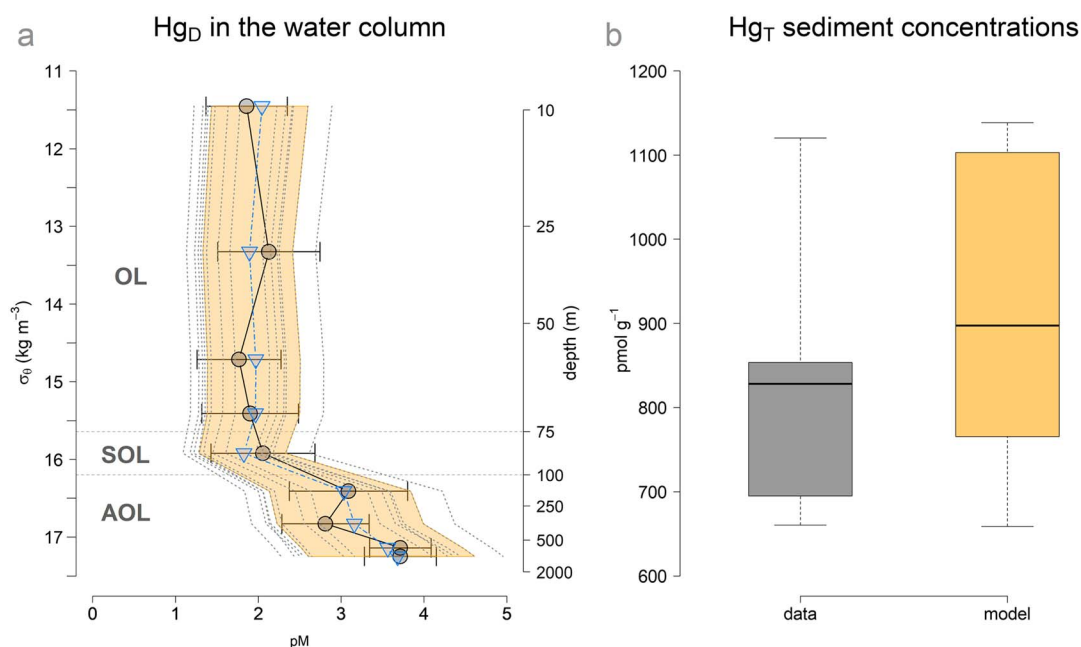 a
Hg_D in the water column
11
12
13
14
15
16
17
σ_θ (kg m⁻³)
OL
SOL
AOL
10
25
50
75
100
250
500
2000
depth (m)
0 1 2 3 4 5
pM
b
Hg_T sediment concentrations
1200
1100
1000
900
800
700
600
pmol g⁻¹
data model